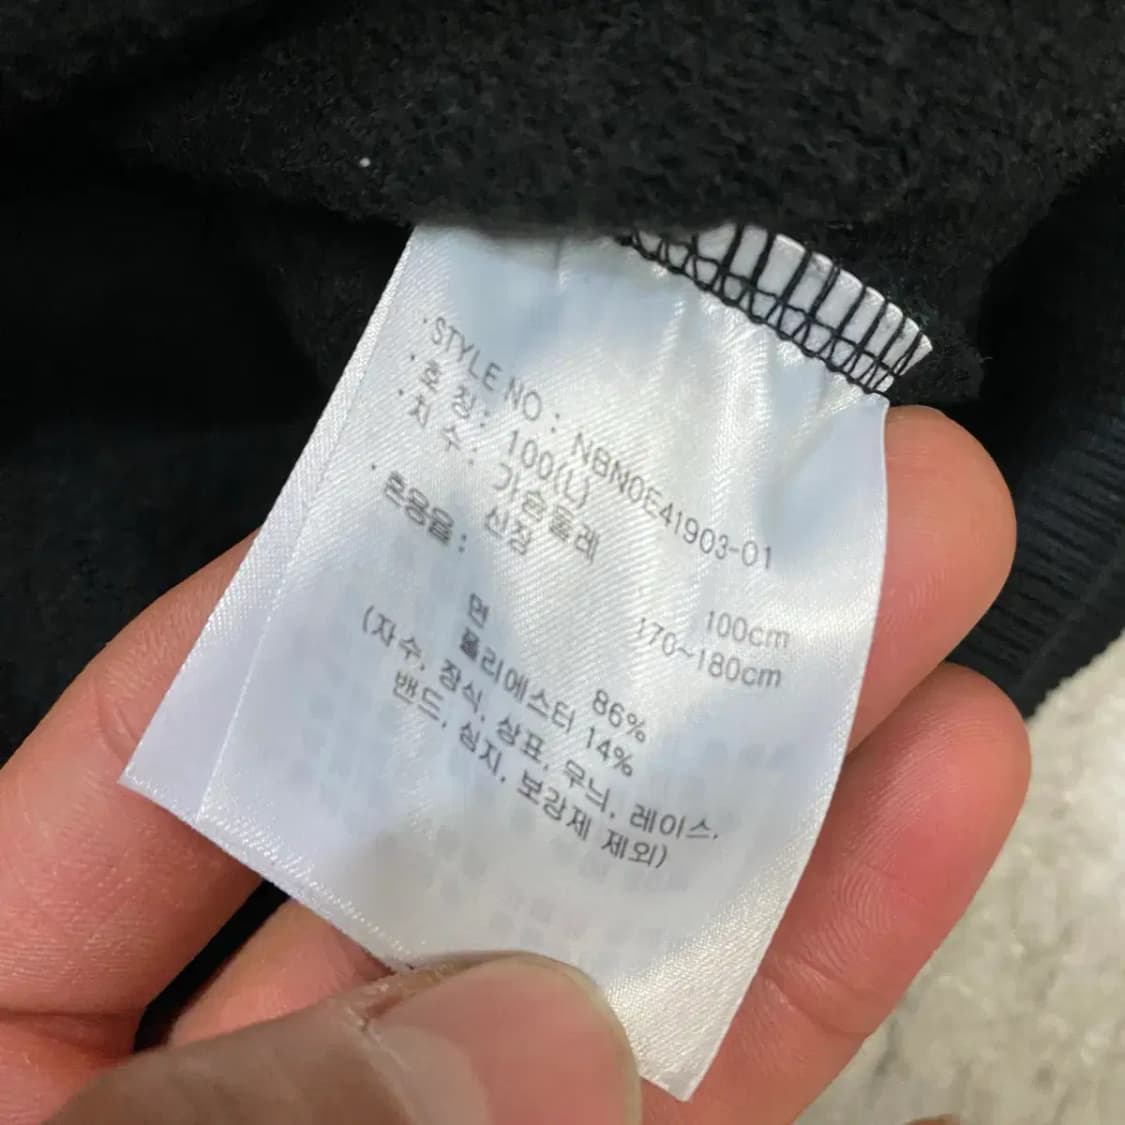 · STYLE NO : NBN0E41903-01
· 호 칭 : 100(L)
· 치 수 : 가슴둘레 100cm
신장 170~180cm
· 혼용율 :
면 86%
폴리에스터 14%
(자수, 장식, 상표, 무늬, 레이스,
밴드, 심지, 보강제 제외)